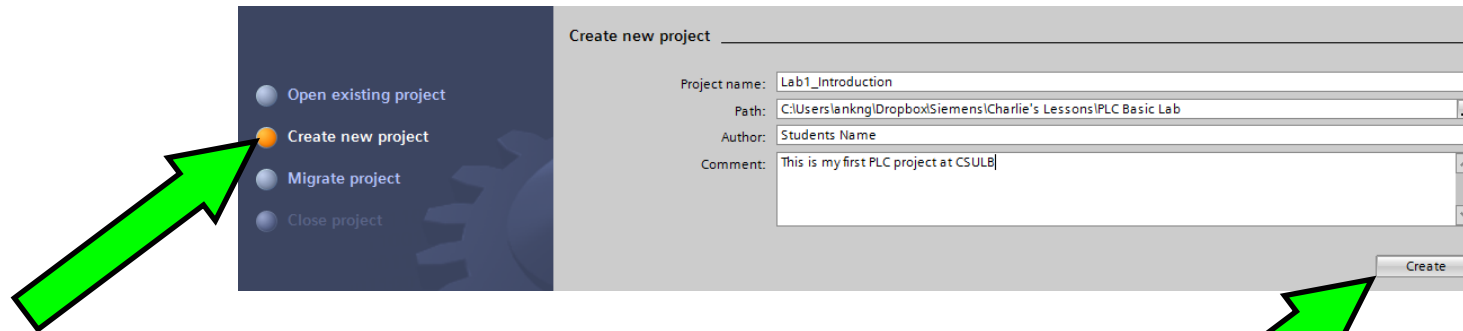 Open existing project
Create new project
Migrate project
Close project
Create new project
Project name: Lab1_Introduction
Path: C:\Users\ankng\Dropbox\Siemens\Charlie's Lessons\PLC Basic Lab
Author: Students Name
Comment: This is my first PLC project at CSULB
Create